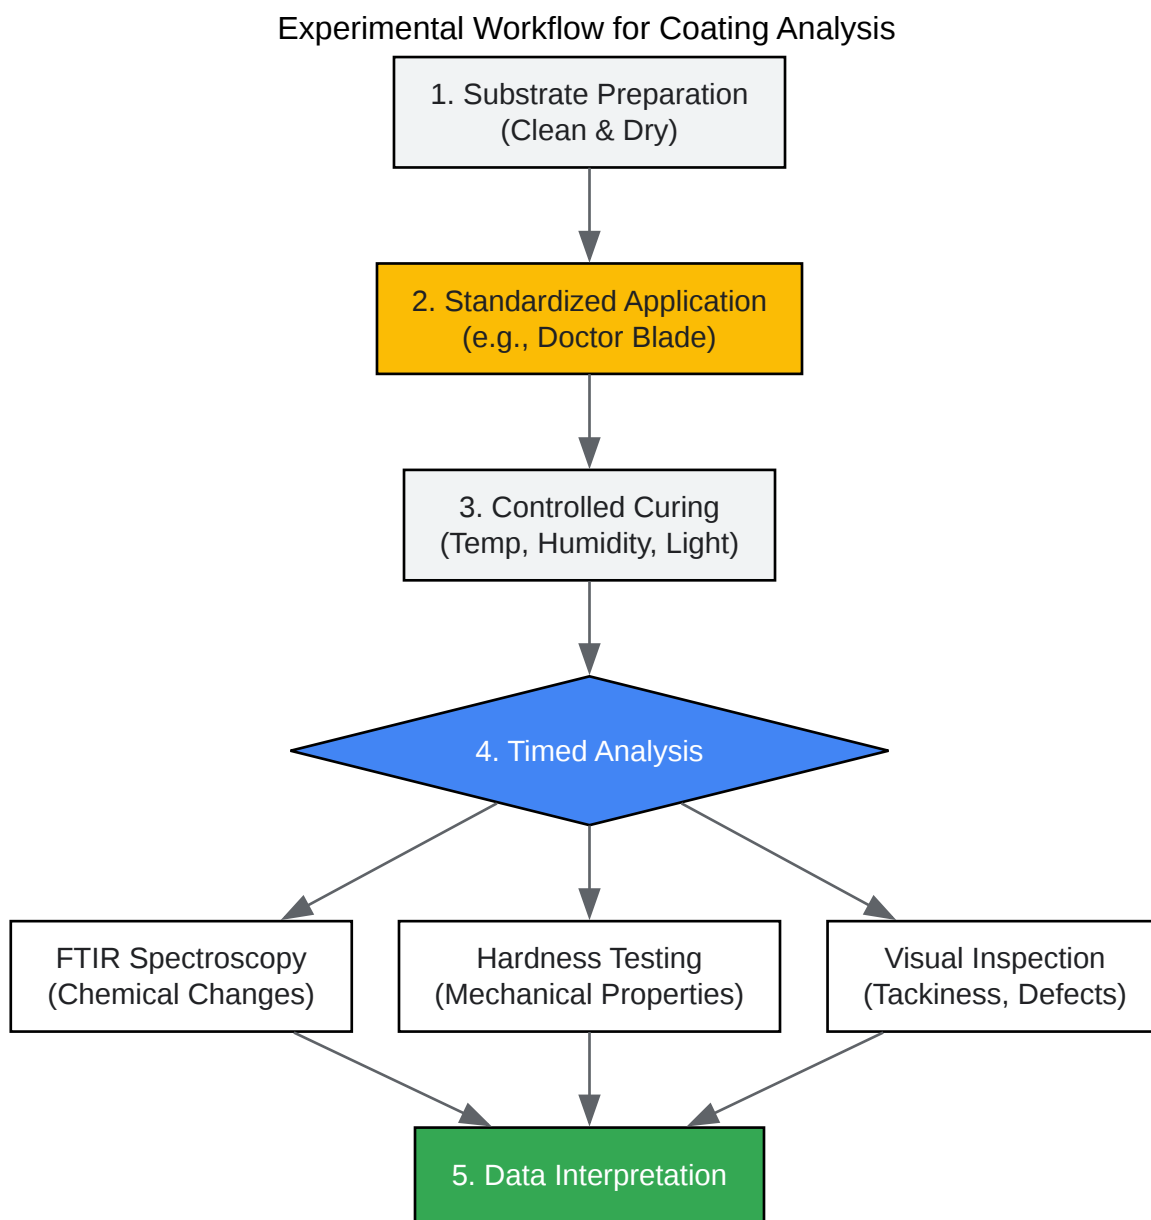 Experimental Workflow for Coating Analysis
1. Substrate Preparation
(Clean & Dry)
2. Standardized Application
(e.g., Doctor Blade)
3. Controlled Curing
(Temp, Humidity, Light)
4. Timed Analysis
FTIR Spectroscopy
(Chemical Changes)
Hardness Testing
(Mechanical Properties)
Visual Inspection
(Tackiness, Defects)
5. Data Interpretation